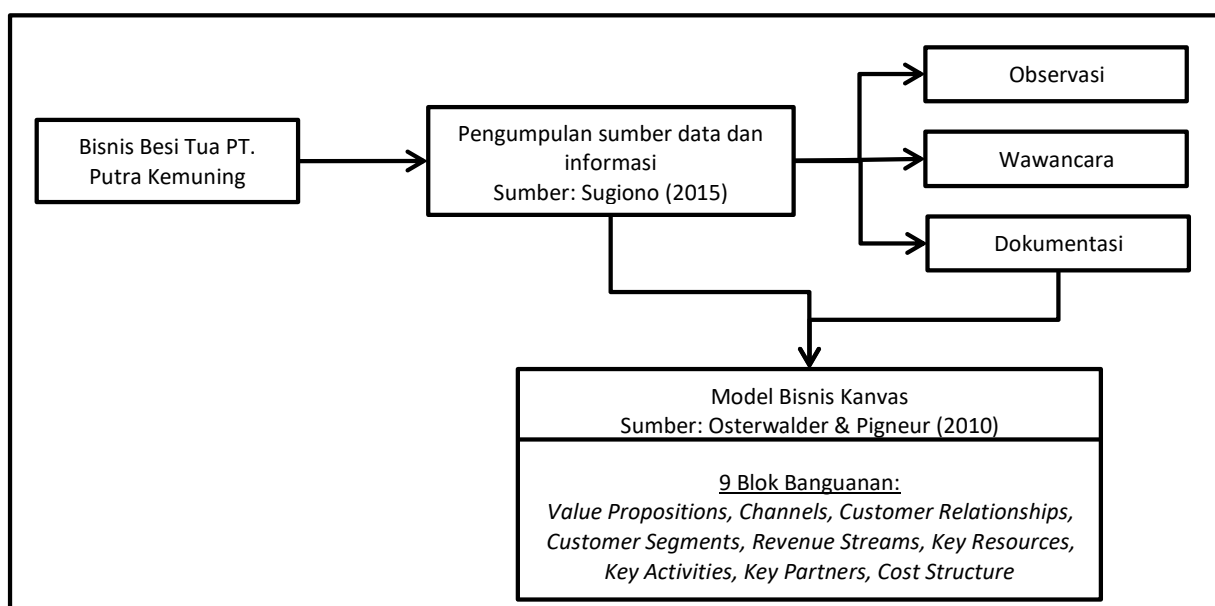 Bisnis Besi Tua PT.
Putra Kemuning
Pengumpulan sumber data dan
informasi
Sumber: Sugiono (2015)
Observasi
Wawancara
Dokumentasi
Model Bisnis Kanvas
Sumber: Osterwalder & Pigneur (2010)
9 Blok Banguanan:
Value Propositions, Channels, Customer Relationships,
Customer Segments, Revenue Streams, Key Resources,
Key Activities, Key Partners, Cost Structure